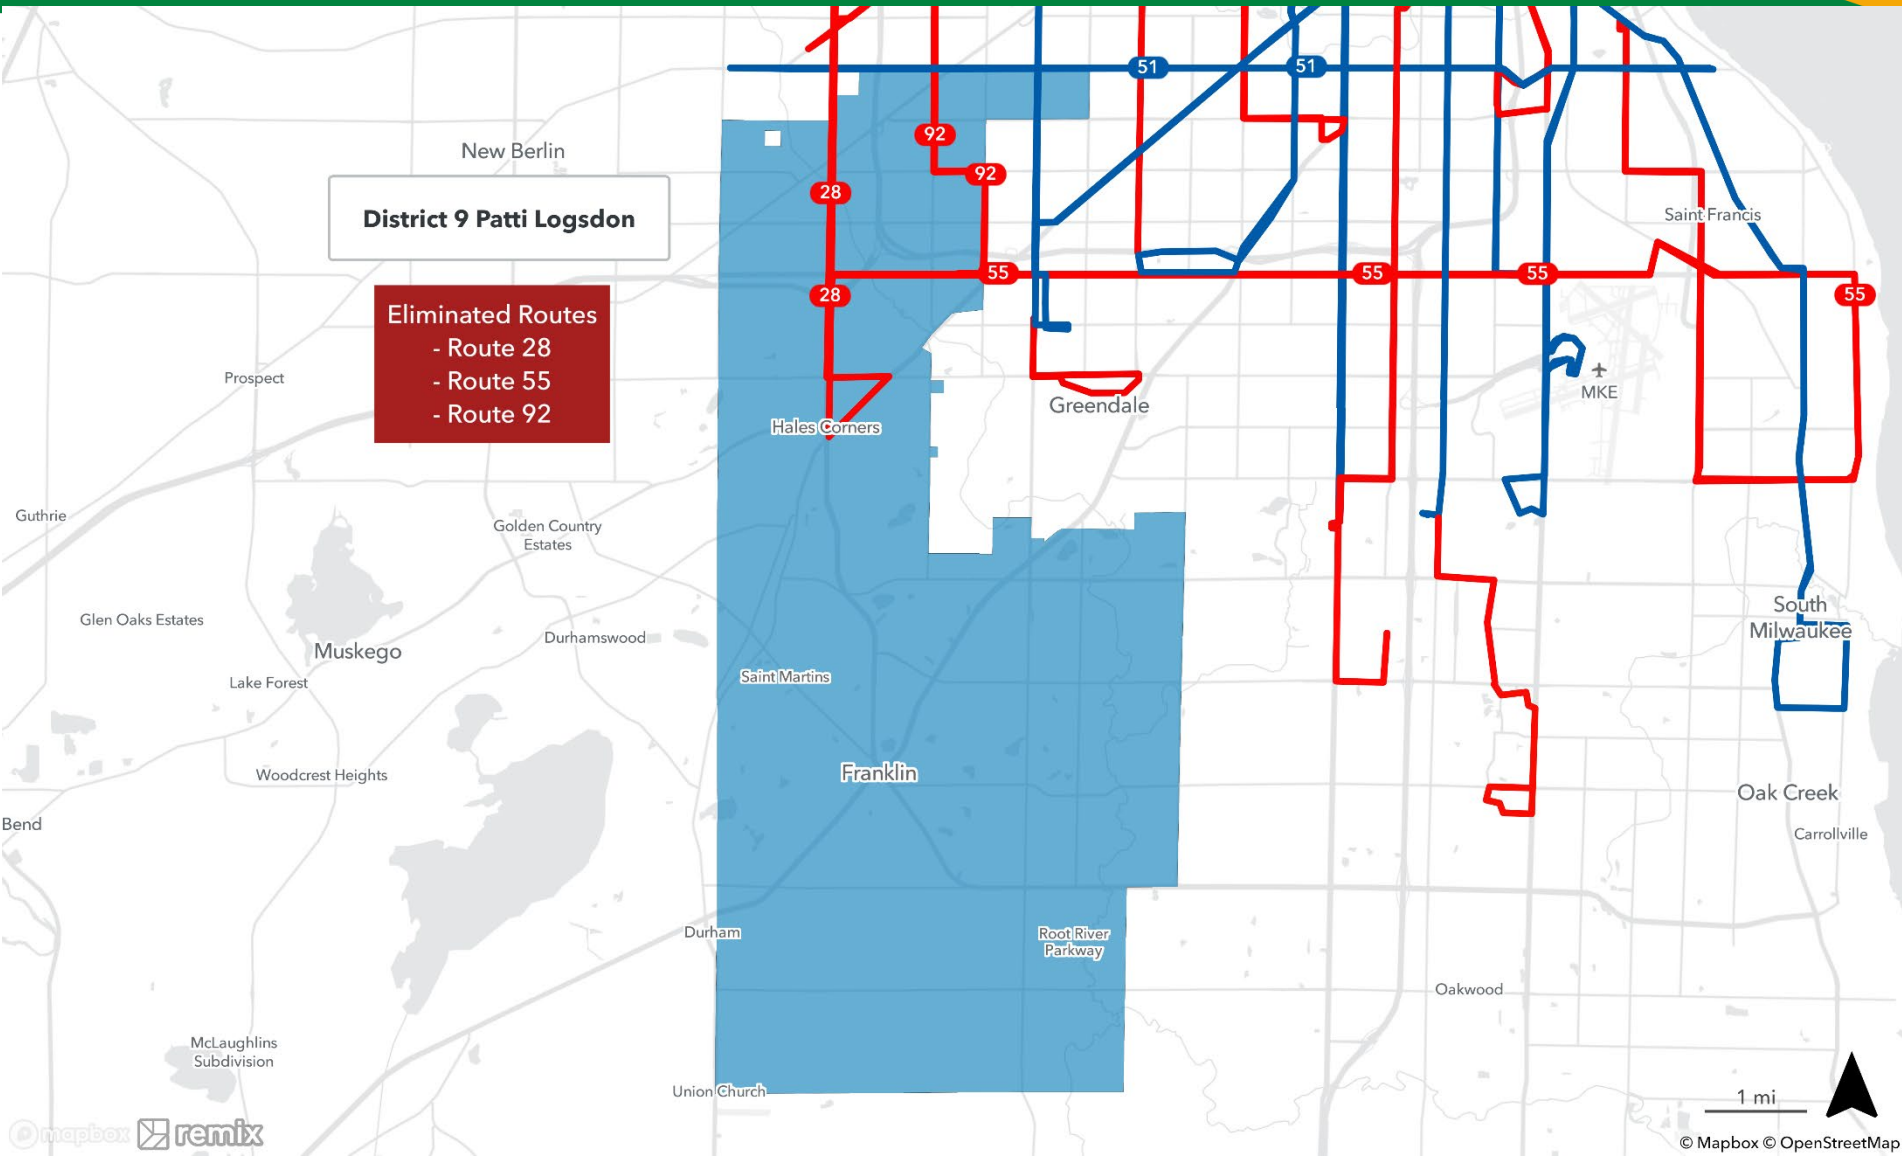 51
51
92
New Berlin
92
28
District 9 Patti Logsdon
Saint Francis
55
55
55
28
55
Eliminated Routes
- Route 28
- Route 55
- Route 92
Prospect
MKE
Greendale
Hales Corners
Guthrie
Golden Country
Estates
Glen Oaks Estates
Durhamswood
South
Milwaukee
Muskego
Lake Forest
Saint Martins
Woodcrest Heights
Franklin
Oak Creek
Bend
Carrollville
Durham
Root River
Parkway
Oakwood
McLaughlins
Subdivision
Union Church
1 mi
mapbox remix
© Mapbox © OpenStreetMap